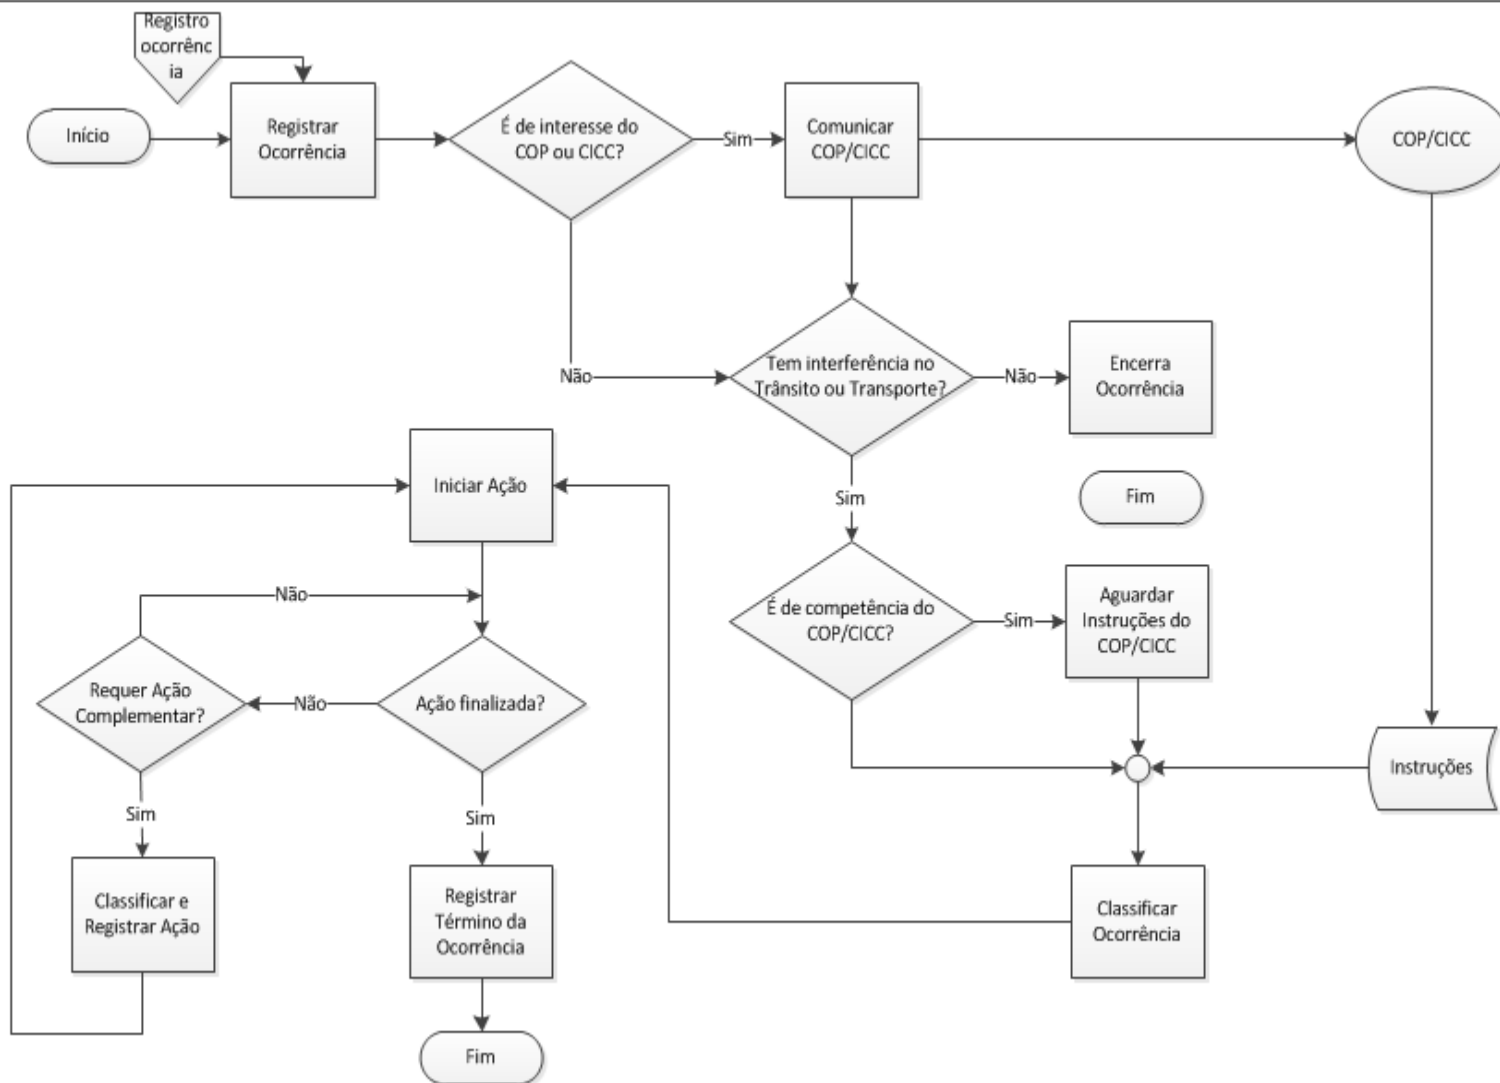 Registro
ocorrênc
ia
Início
Registrar
Ocorrência
É de interesse do
COP ou CICC?
Sim
Comunicar
COP/CICC
COP/CICC
Não
Tem interferência no
Trânsito ou Transporte?
Não
Encerra
Ocorrência
Fim
Sim
Iniciar Ação
É de competência do
COP/CICC?
Sim
Aguardar
Instruções do
COP/CICC
Não
Requer Ação
Complementar?
Não
Ação finalizada?
Instruções
Sim
Sim
Classificar e
Registrar Ação
Registrar
Término da
Ocorrência
Classificar
Ocorrência
Fim